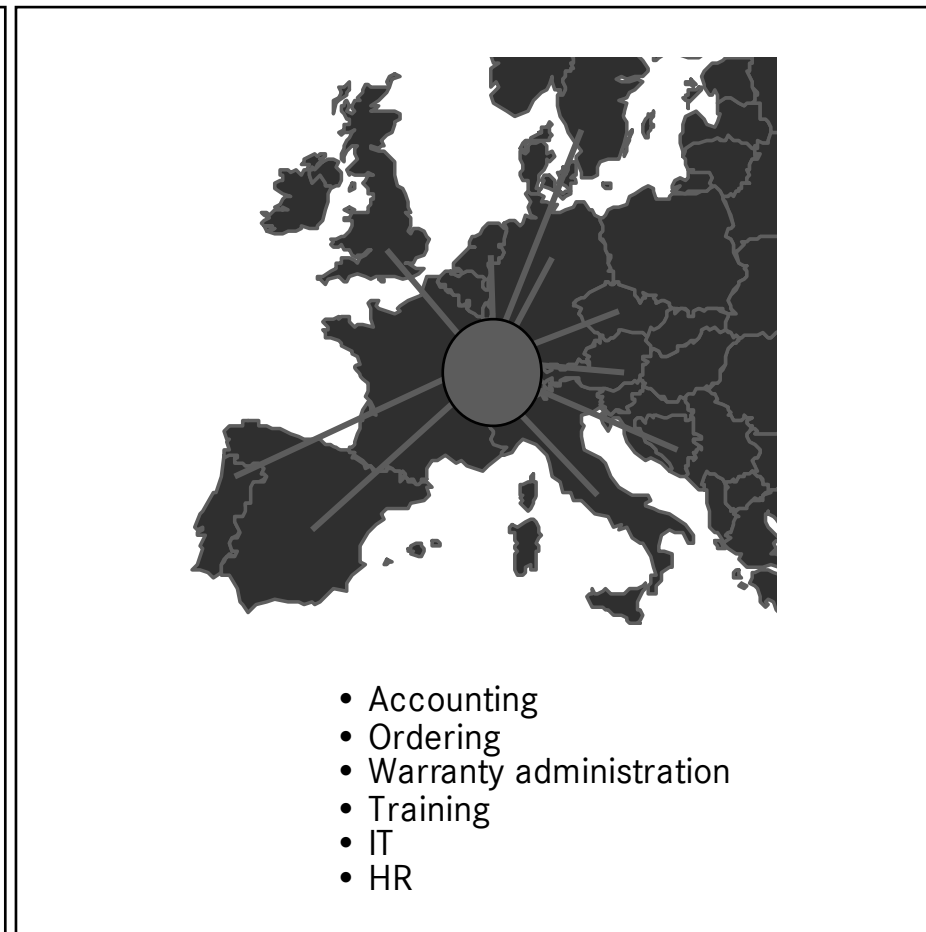 • Accounting
• Ordering
• Warranty administration
• Training
• IT
• HR